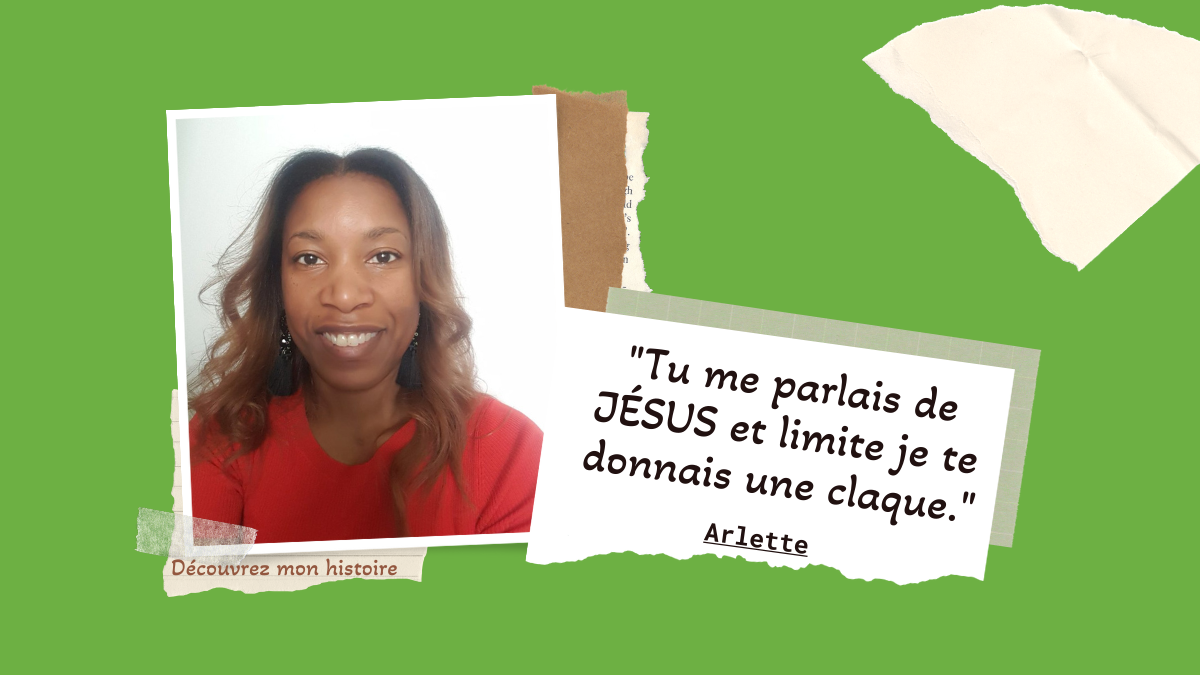 "Tu me parlais de
JÉSUS et limite je te
donnais une claque."
Arlette
Découvrez mon histoire